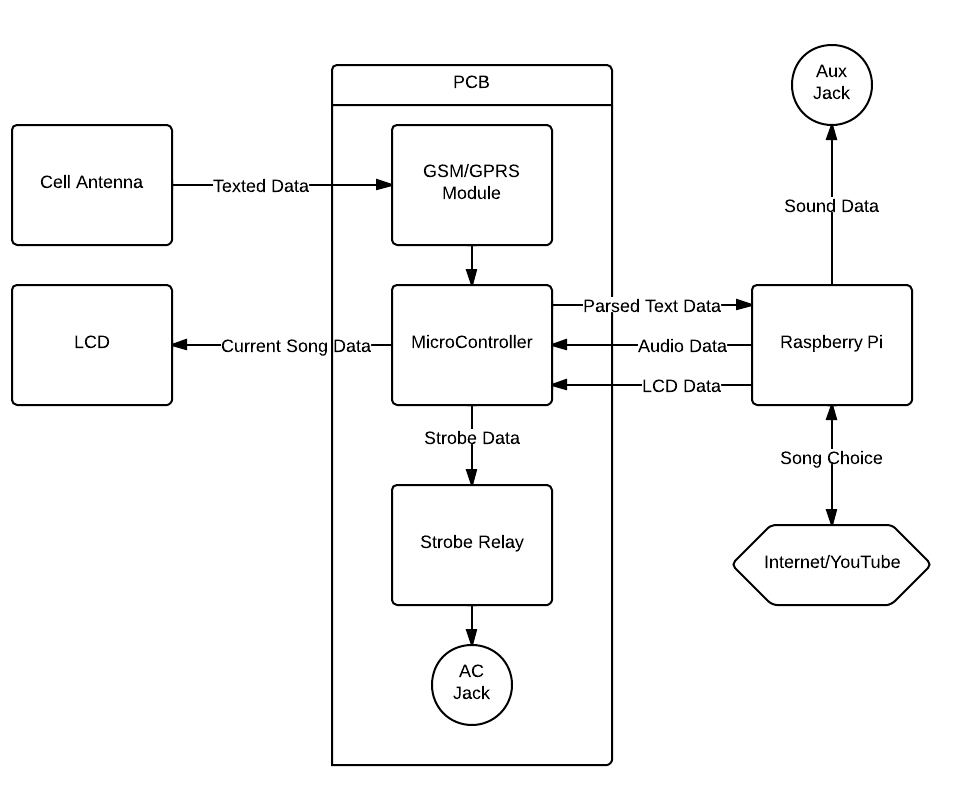 PCB
Aux
Jack
Cell Antenna
Texted Data
GSM/GPRS
Module
Sound Data
LCD
Current Song Data
MicroController
Parsed Text Data
Audio Data
LCD Data
Raspberry Pi
Strobe Data
Song Choice
Strobe Relay
Internet/YouTube
AC
Jack